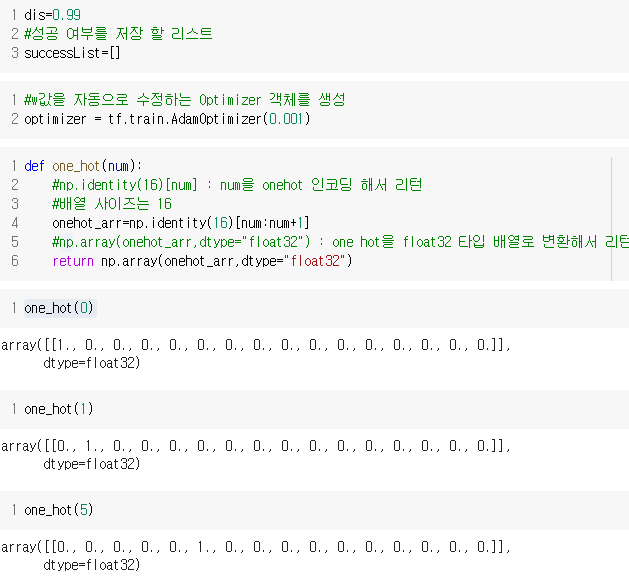 1 dis=0.99
2 #성공 여부를 저장 할 리스트
3 successList=[]
1 #w값을 자동으로 수정하는 Optimizer 객체를 생성
2 optimizer = tf.train.AdamOptimizer(0.001)
1 def one_hot(num):
2 #np.identity(16)[num] : num을 onehot 인코딩 해서 리턴
3 #배열 사이즈는 16
4 onehot_arr=np.identity(16)[num:num+1]
5 #np.array(onehot_arr,dtype="float32") : one hot을 float32 타입 배열로 변환해서 리턴
6 return np.array(onehot_arr,dtype="float32")
1 one_hot(0)
array([[1., 0., 0., 0., 0., 0., 0., 0., 0., 0., 0., 0., 0., 0., 0., 0.]],
dtype=float32)
1 one_hot(1)
array([[0., 1., 0., 0., 0., 0., 0., 0., 0., 0., 0., 0., 0., 0., 0., 0.]],
dtype=float32)
1 one_hot(5)
array([[0., 0., 0., 0., 0., 1., 0., 0., 0., 0., 0., 0., 0., 0., 0., 0.]],
dtype=float32)